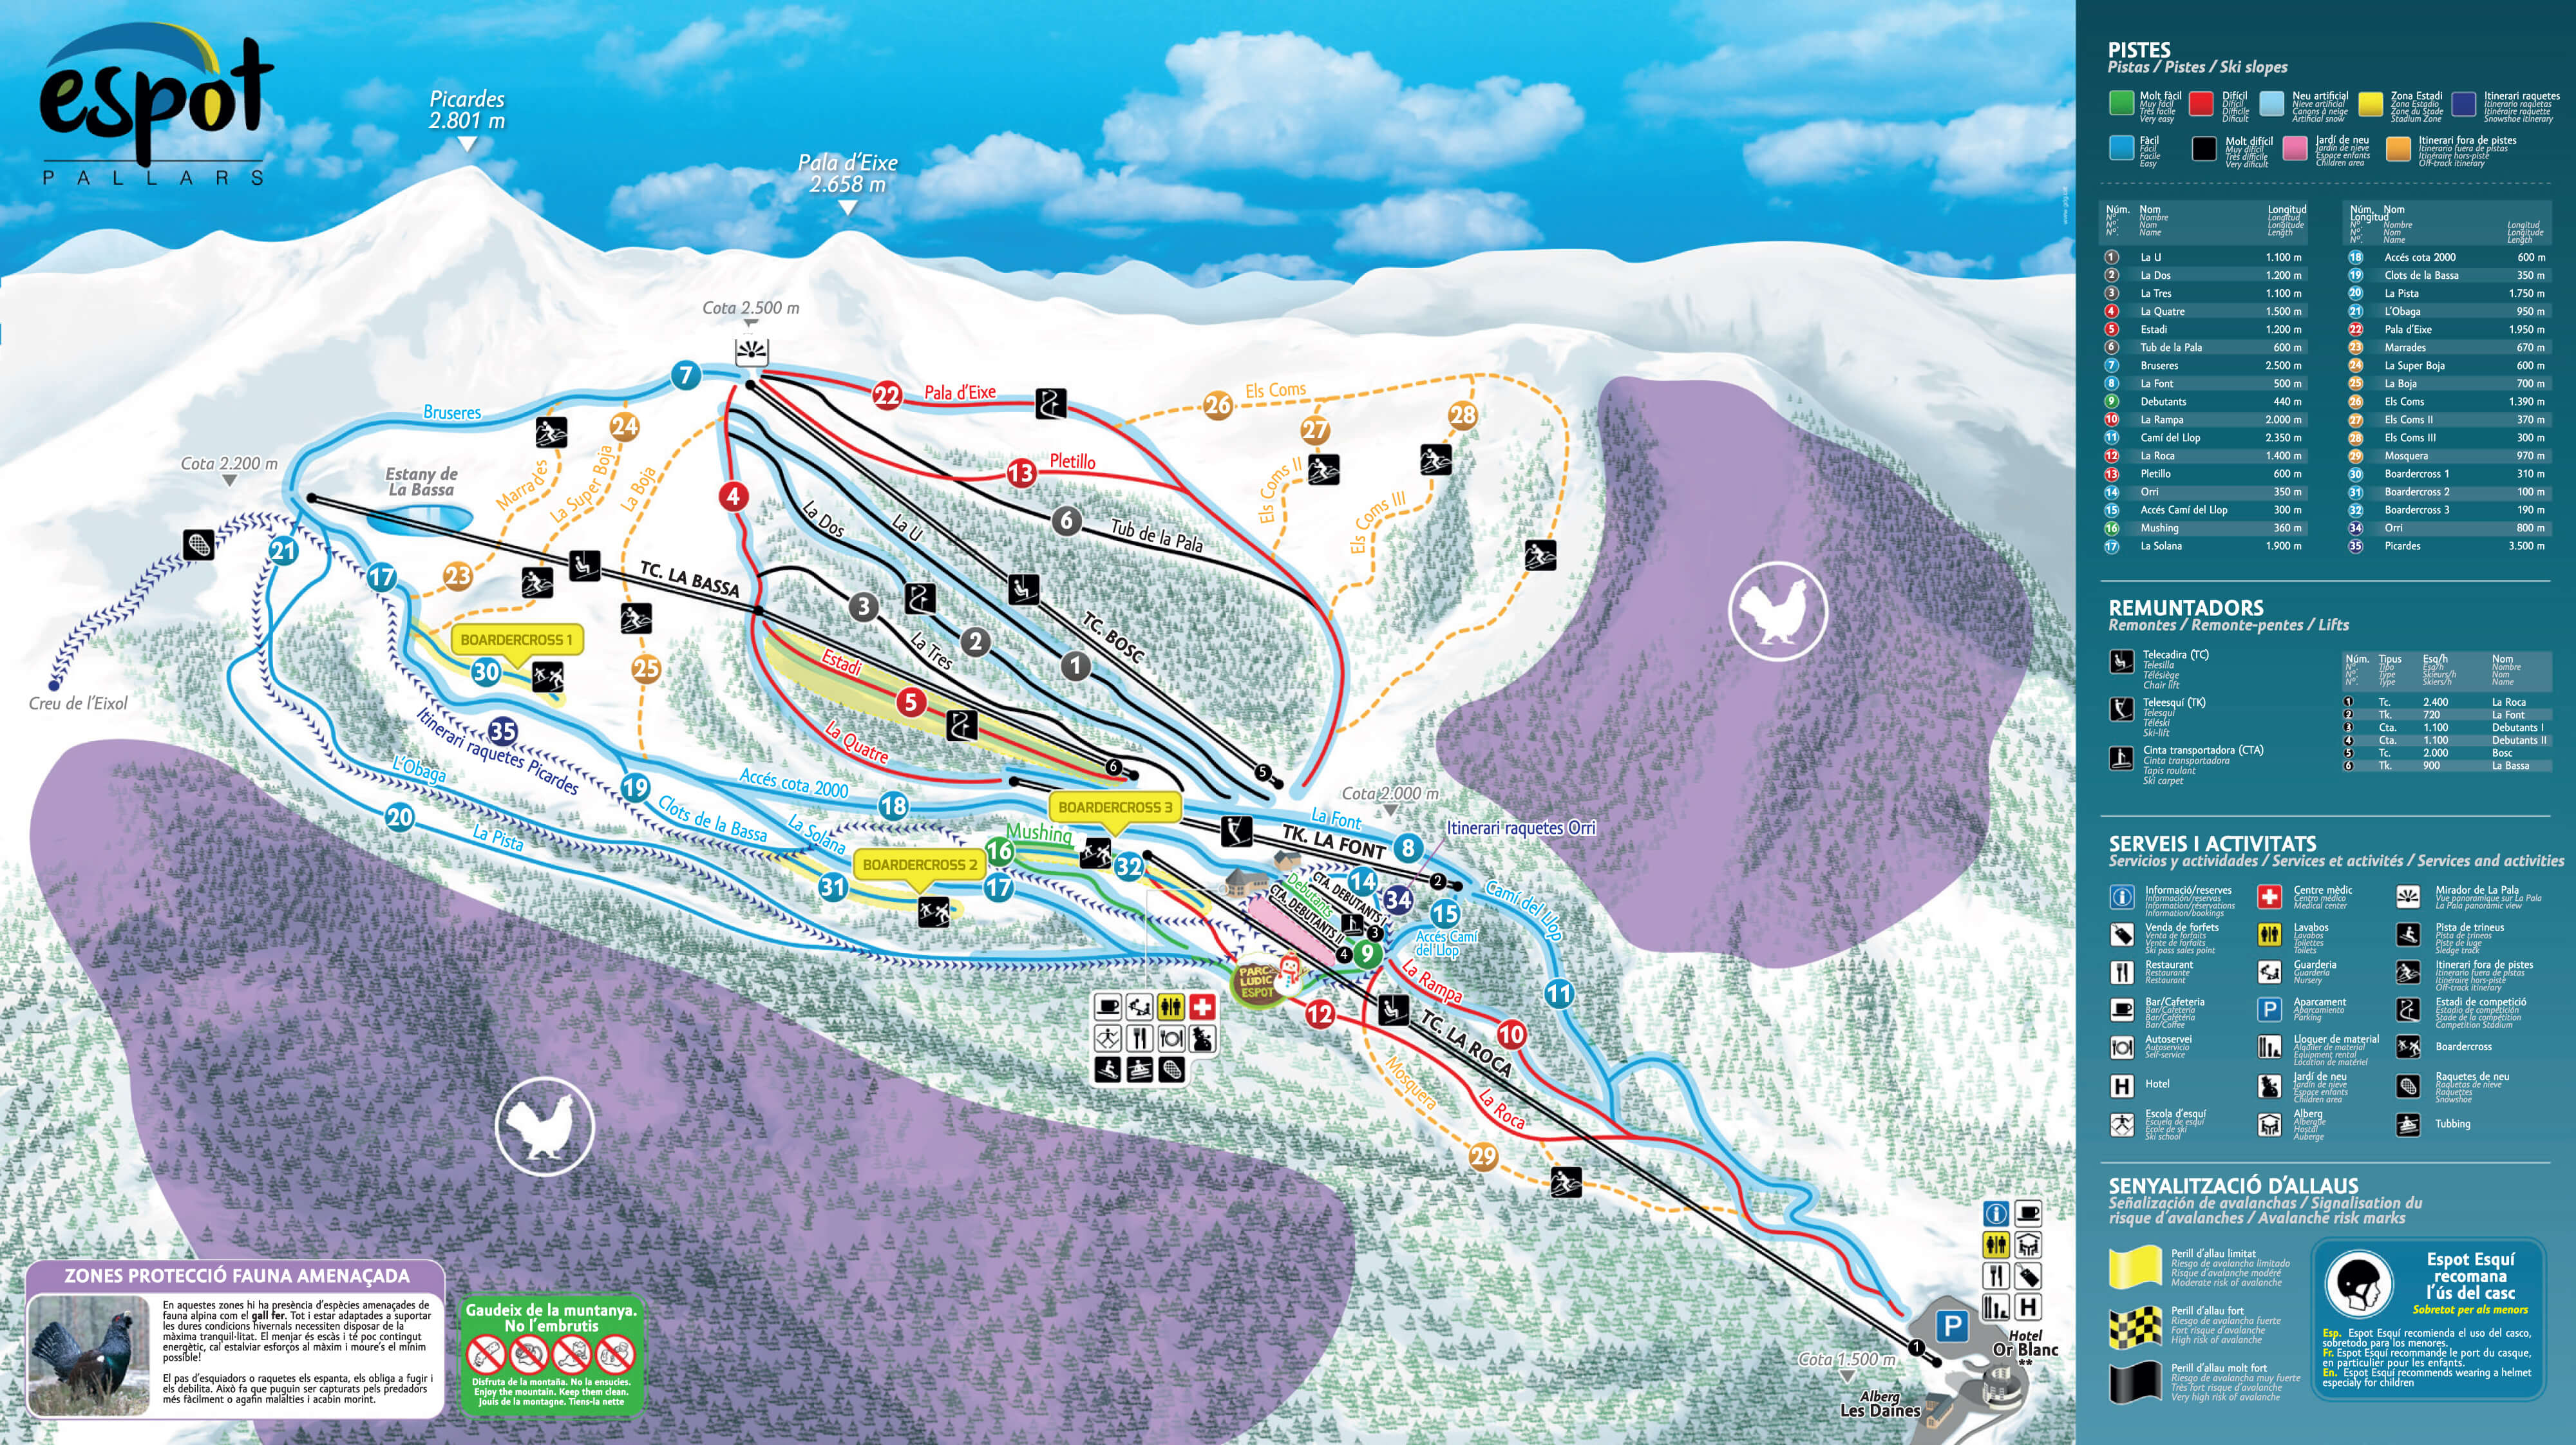 espot
PALLARS
Picardes
2.801 m
Pala d'Eixe
2.658 m
Cota 2.500 m
7
22
Pala d'Eixe
26
Els Coms
28
27
Bruseres
24
Cota 2.200 m
Estany de
La Bassa
Marrades
La Super Boja
La Boja
4
13
Pletillo
Els Coms II
Els Coms III
La Dos
La U
6
Tub de la Pala
21
17
23
TC. LA BASSA
3
TC. BOSC
BOARDERCROSS 1
30
25
La Tres
2
1
Estadi
5
Creu de l'Eixol
35
Itinerari raquetes Picardes
La Quatre
6
5
L'Obaga
19
Accés cota 2000
18
Cota 2.000 m
BOARDERCROSS 3
La Font
Itinerari raquetes Orri
20
La Pista
Clots de la Bassa
La Solana
Mushing
TK. LA FONT
8
BOARDERCROSS 2
16
32
31
17
2
14
34
15
Debutants
CTA. DEBUTANTS I
CTA. DEBUTANTS II
3
4
9
Camí del Llop
Accés Camí
del Llop
PARC
LÚDIC
ESPOT
La Rampa
11
12
10
TC. LA ROCA
Mosquera
La Roca
29
P
i
H
1
Hotel
Or Blanc
**
Cota 1.500 m
Alberg
Les Daines
ZONES PROTECCIÓ FAUNA AMENAÇADA
En aquestes zones hi ha presència d'espècies amenaçades de
fauna alpina com el gall fer. Tot i estar adaptades a suportar
les dures condicions hivernals necessiten disposar de la
màxima tranquil·litat. El menjar és escàs i té poc contingut
energètic, cal estalviar esforços al màxim i moure's el mínim
possible!
El pas d'esquiadors o raquetes els espanta, els obliga a fugir i
els debilita. Això fa que puguin ser capturats pels predadors
més fàcilment o agafin malalties i acabin morint.
Gaudeix de la muntanya.
No l'embrutis
Disfruta de la montaña. No la ensucies.
Enjoy the mountain. Keep them clean.
Jouis de la montagne. Tiens-la nette
PISTES
Pistas / Pistes / Ski slopes
Molt fàcil
Muy fácil
Très facile
Very easy
Difícil
Difícil
Difficile
Difficult
Neu artificial
Nieve artificial
Canons à neige
Artificial snow
Zona Estadi
Zona Estadio
Zone du Stade
Stadium Zone
Itinerari raquetes
Itinerario raquetas
Itinéraire raquette
Snowshoe itinerary
Fàcil
Fácil
Facile
Easy
Molt difícil
Muy difícil
Très difficile
Very difficult
Jardí de neu
Jardín de nieve
Espace enfants
Children area
Itinerari fora de pistes
Itinerario fuera de pistas
Itinéraire hors-piste
Off-track itinerary
Núm. Nom Longitud
Nº. Nombre Longitud
Nº. Nom Longitude
Nº. Name Length
1 La U 1.100 m
2 La Dos 1.200 m
3 La Tres 1.100 m
4 La Quatre 1.500 m
5 Estadi 1.200 m
6 Tub de la Pala 600 m
7 Bruseres 2.500 m
8 La Font 500 m
9 Debutants 440 m
10 La Rampa 2.000 m
11 Camí del Llop 2.350 m
12 La Roca 1.400 m
13 Pletillo 600 m
14 Orri 350 m
15 Accés Camí del Llop 300 m
16 Mushing 360 m
17 La Solana 1.900 m
Núm. Nom
Longitud
Nº. Nombre Longitud
Nº. Nom Longitude
Nº. Name Length
18 Accés cota 2000 600 m
19 Clots de la Bassa 350 m
20 La Pista 1.750 m
21 L'Obaga 950 m
22 Pala d'Eixe 1.950 m
23 Marrades 670 m
24 La Super Boja 600 m
25 La Boja 700 m
26 Els Coms 1.390 m
27 Els Coms II 370 m
28 Els Coms III 300 m
29 Mosquera 970 m
30 Boardercross 1 310 m
31 Boardercross 2 100 m
32 Boardercross 3 190 m
34 Orri 800 m
35 Picardes 3.500 m
REMUNTADORS
Remontes / Remonte-pentes / Lifts
Telecadira (TC)
Telesilla
Télésiège
Chair lift
Teleesquí (TK)
Telesquí
Téléski
Ski-lift
Cinta transportadora (CTA)
Cinta transportadora
Tapis roulant
Ski carpet
Núm. Tipus Esq/h Nom
Nº. Tipo Esq/h Nombre
Nº. Type Skieurs/h Nom
Nº. Type Skiers/h Name
1 Tc. 2.400 La Roca
2 Tk. 720 La Font
3 Cta. 1.100 Debutants I
4 Cta. 1.100 Debutants II
5 Tc. 2.000 Bosc
6 Tk. 900 La Bassa
SERVEIS I ACTIVITATS
Servicios y actividades / Services et activités / Services and activities
Informació/reserves
Información/reservas
Information/réservations
Information/bookings
Centre mèdic
Centro médico
Medical center
Mirador de La Pala
Vue panoramique sur La Pala
La Pala panoramic view
Venda de forfets
Venta de forfaits
Vente de forfaits
Ski pass sales point
Lavabos
Lavabos
Toilettes
Toilets
Pista de trineus
Pista de trineos
Piste de luge
Sledge track
Restaurant
Restaurante
Restaurant
Guarderia
Guardería
Nursery
Itinerari fora de pistes
Itinerario fuera de pistas
Itinéraire hors-piste
Off-track itinerary
Bar/Cafeteria
Bar/Cafetería
Bar/Cafétéria
Bar/Coffee
P
Aparcament
Aparcamiento
Parking
Estadi de competició
Estadio de competición
Stade de la compétition
Competition Stadium
Autoservei
Autoservicio
Self-service
Lloguer de material
Alquiler de material
Equipment rental
Location de matériel
Boardercross
H
Hotel
Jardí de neu
Jardín de nieve
Espace enfants
Children area
Raquetes de neu
Raquetas de nieve
Raquettes
Snowshoe
Escola d'esquí
Escuela de esquí
École de ski
Ski school
Alberg
Albergue
Hostal
Auberge
Tubbing
SENYALITZACIÓ D'ALLAUS
Señalización de avalanchas / Signalisation du
risque d'avalanches / Avalanche risk marks
Perill d'allau limitat
Riesgo de avalancha limitado
Risque d'avalanche modéré
Moderate risk of avalanche
Perill d'allau fort
Riesgo de avalancha fuerte
Fort risque d'avalanche
High risk of avalanche
Perill d'allau molt fort
Riesgo de avalancha muy fuerte
Très fort risque d'avalanche
Very high risk of avalanche
Espot Esquí
recomana
l'ús del casc
Sobretot per als menors
Esp. Espot Esquí recomienda el uso del casco,
sobretodo para los menores.
Fr. Espot Esquí recommande le port du casque,
en particulier pour les enfants.
En. Espot Esquí recommends wearing a helmet
especialy for children